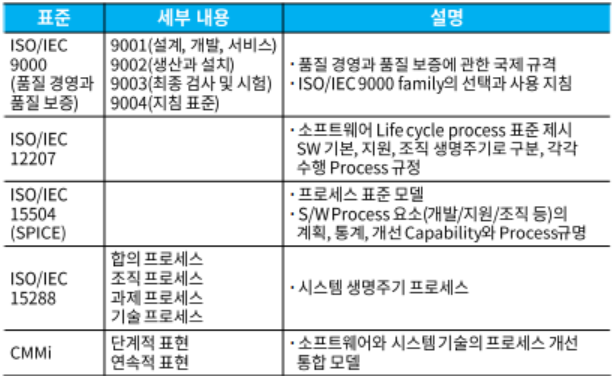 표준 세부 내용 설명
ISO/IEC
9000
(품질 경영과
품질 보증)
9001(설계, 개발, 서비스)
9002(생산과 설치)
9003(최종 검사 및 시험)
9004(지침 표준)
· 품질 경영과 품질 보증에 관한 국제 규격
· ISO/IEC 9000 family의 선택과 사용 지침
ISO/IEC
12207
· 소프트웨어 Life cycle process 표준 제시
SW 기본, 지원, 조직 생명주기로 구분, 각각
수행 Process 규정
ISO/IEC
15504
(SPICE)
· 프로세스 표준 모델
· S/W Process 요소(개발/지원/조직 등)의
계획, 통계, 개선 Capability와 Process규명
ISO/IEC
15288
합의 프로세스
조직 프로세스
과제 프로세스
기술 프로세스
· 시스템 생명주기 프로세스
CMMi
단계적 표현
연속적 표현
· 소프트웨어와 시스템 기술의 프로세스 개선
통합 모델